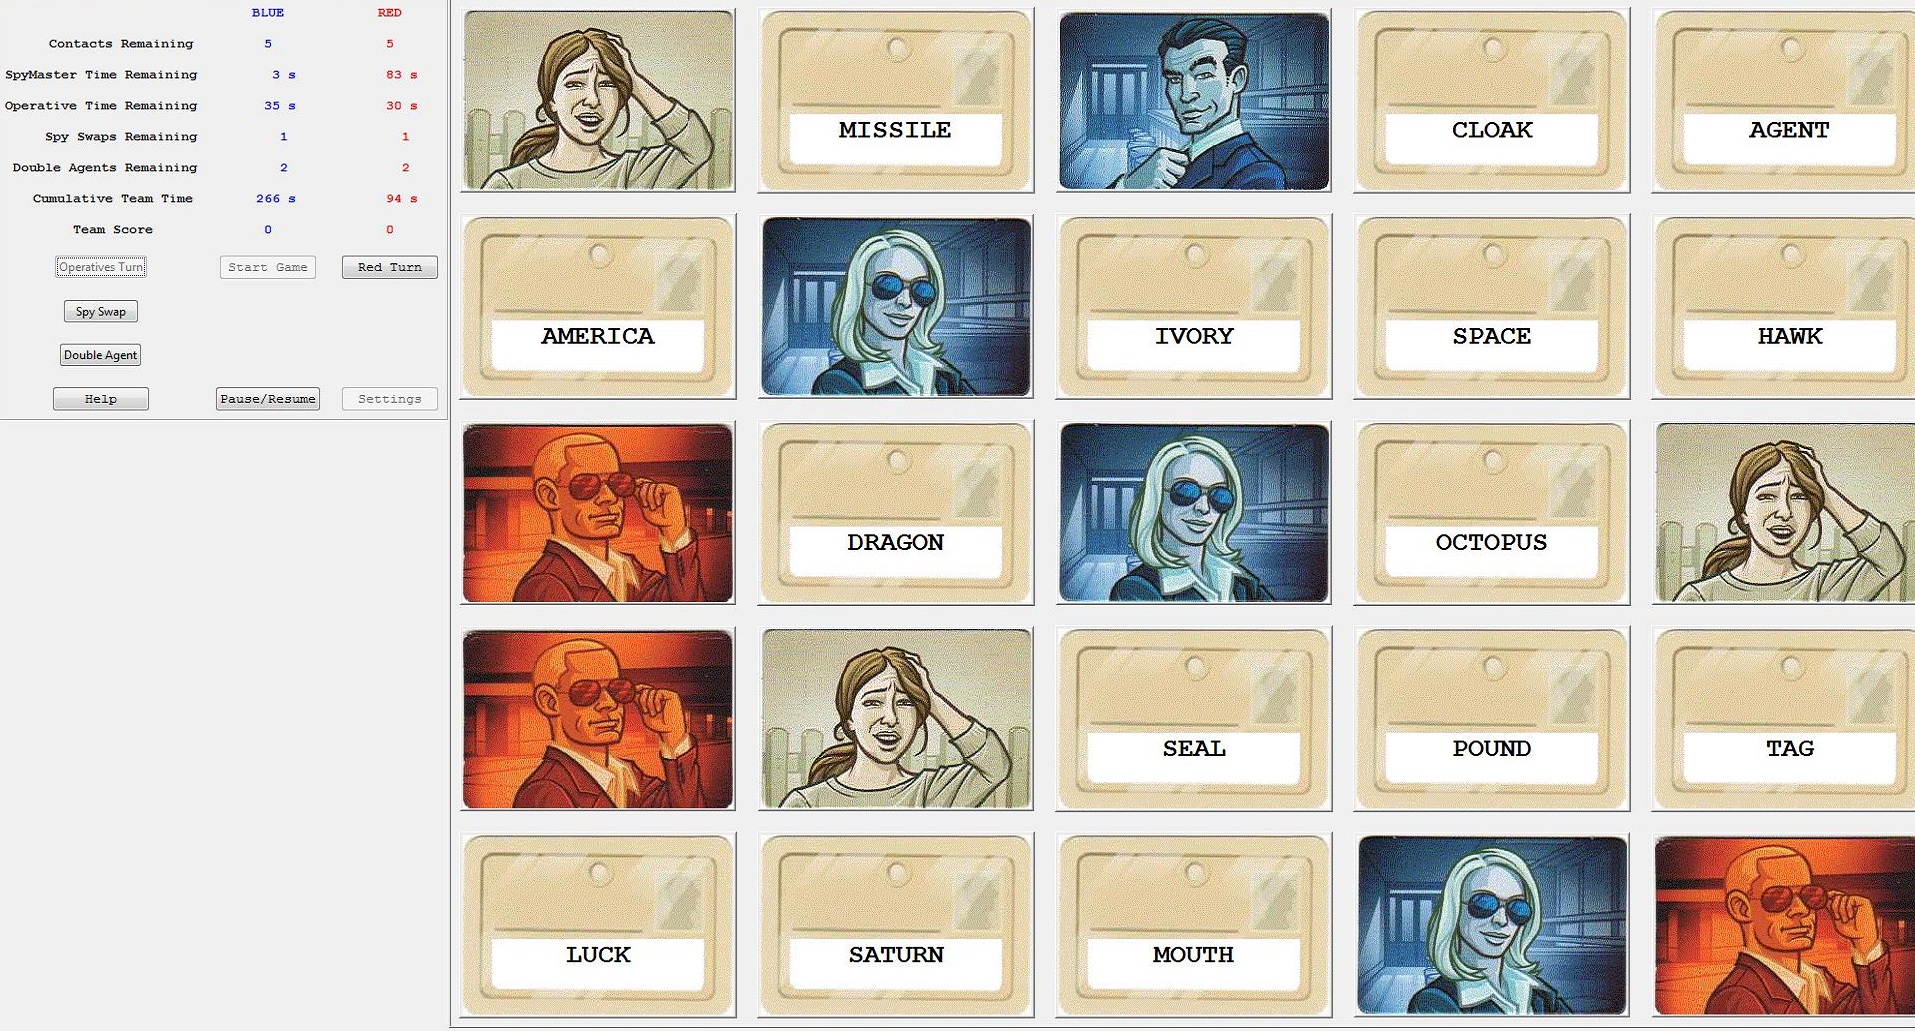 BLUE RED
Contacts Remaining 5 5
SpyMaster Time Remaining 3 s 83 s
Operative Time Remaining 35 s 30 s
Spy Swaps Remaining 1 1
Double Agents Remaining 2 2
Cumulative Team Time 266 s 94 s
Team Score 0 0
Operatives Turn Start Game Red Turn
Spy Swap
Double Agent
Help Pause/Resume Settings
MISSILE CLOAK AGENT
AMERICA IVORY SPACE HAWK
DRAGON OCTOPUS
SEAL POUND TAG
LUCK SATURN MOUTH